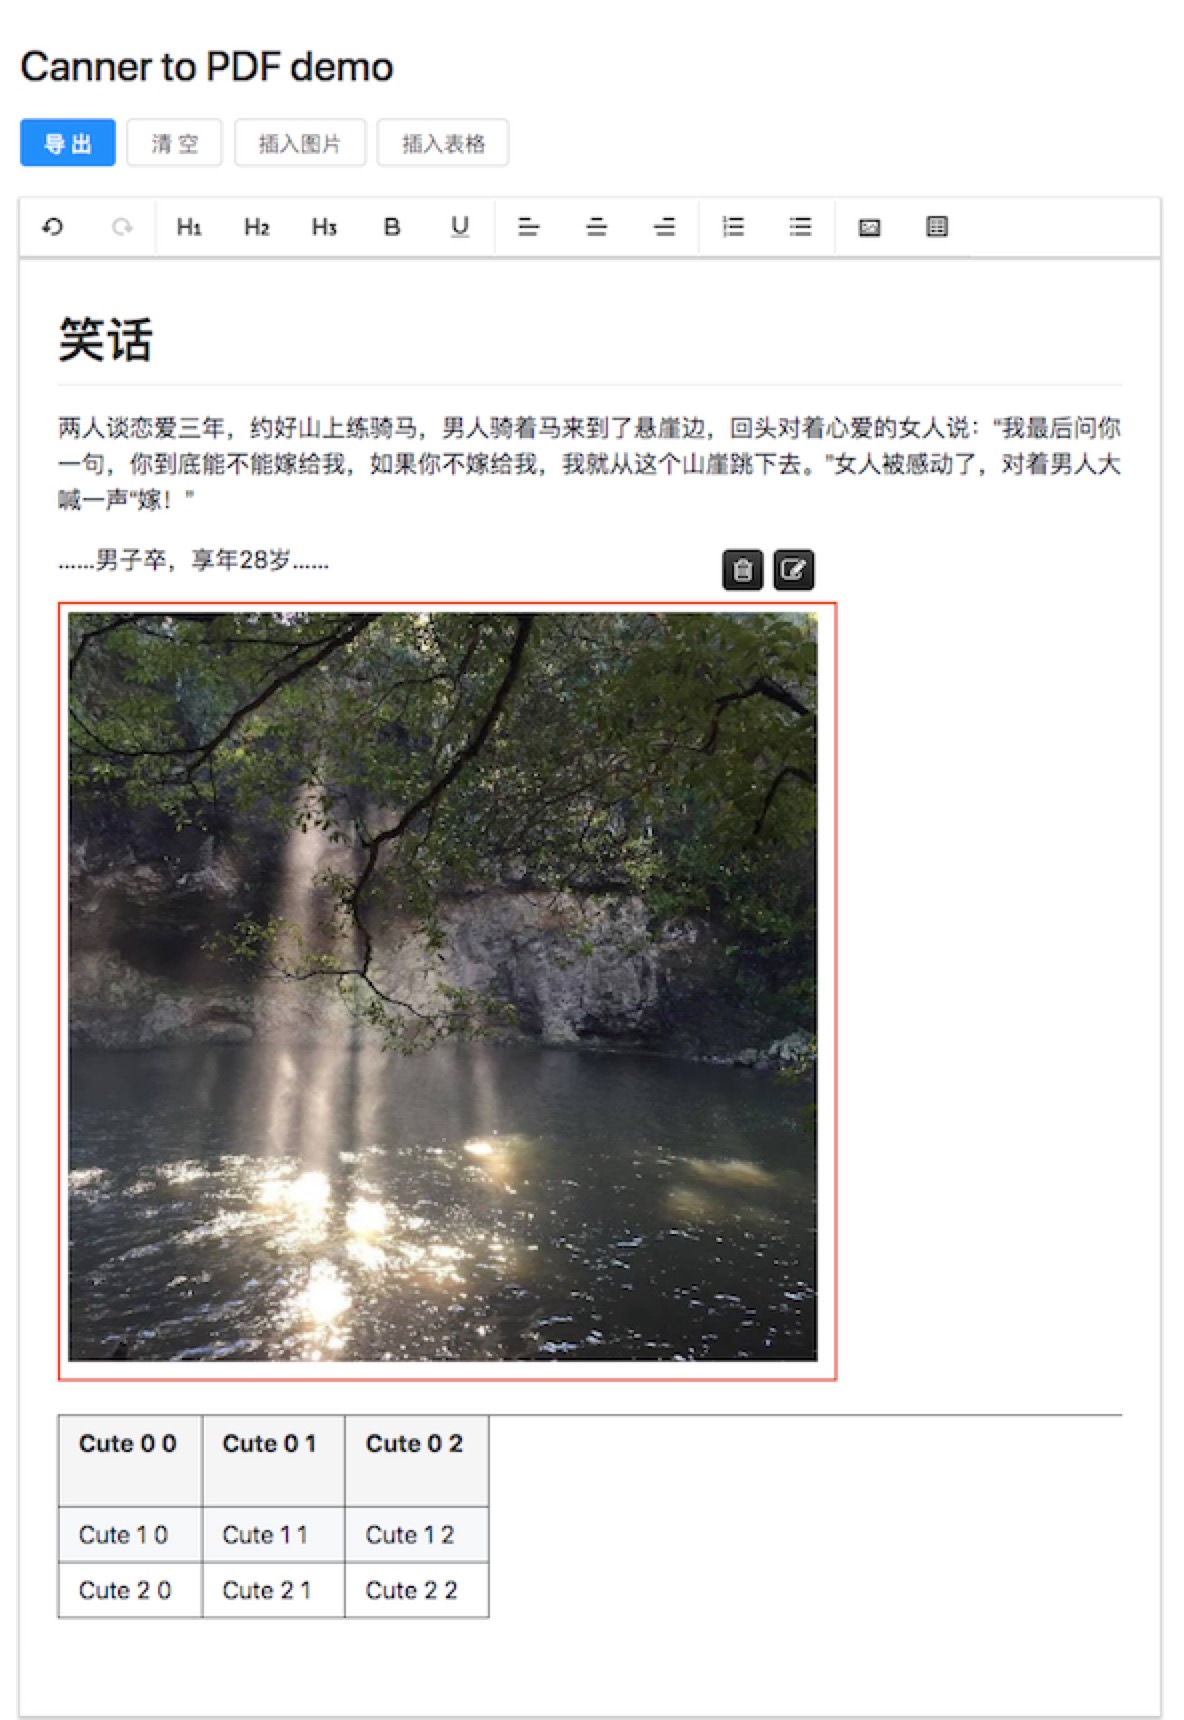 Canner to PDF demo
导出 清空 插入图片 插入表格
H1 H2 H3 B U
笑话
两人谈恋爱三年，约好山上练骑马，男人骑着马来到了悬崖边，回头对着心爱的女人说：“我最后问你
一句，你到底能不能嫁给我，如果你不嫁给我，我就从这个山崖跳下去。”女人被感动了，对着男人大
喊一声“嫁！”
……男子卒，享年28岁……
Cute 0 0 Cute 0 1 Cute 0 2
Cute 1 0 Cute 1 1 Cute 1 2
Cute 2 0 Cute 2 1 Cute 2 2